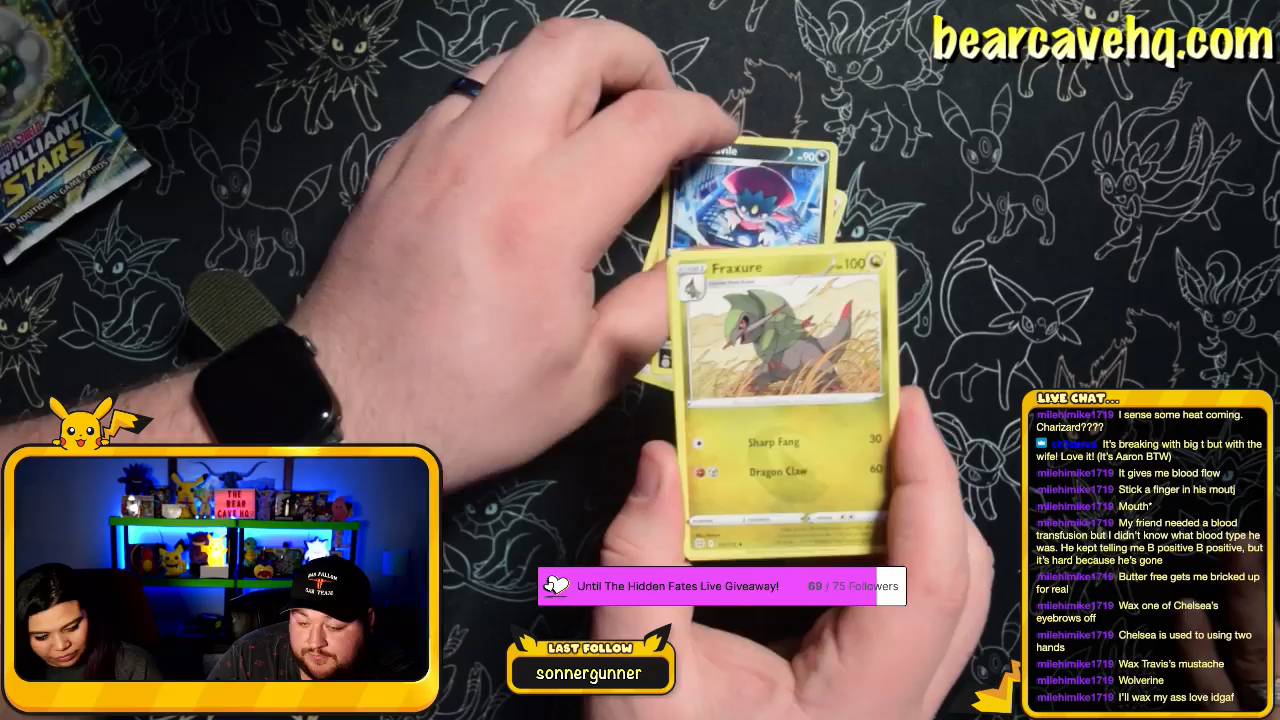 bearcavehq.com
BRILLIANT
STARS
10 ADDITIONAL GAME CARDS
90
Fraxure
100
Sharp Fang 30
Dragon Claw 60
THE
BEAR
CAVE HQ
Until The Hidden Fates Live Giveaway! 69 / 75 Followers
LAST FOLLOW
sonnergunner
LIVE CHAT...
milehimike1719 I sense some heat coming.
Charizard????
It's breaking with big t but with the
wife! Love it! (It's Aaron BTW)
milehimike1719 It gives me blood flow
milehimike1719 Stick a finger in his moutj
milehimike1719 Mouth*
milehimike1719 My friend needed a blood
transfusion but I didn't know what blood type he
was. He kept telling me B positive B positive, but
it's hard because he's gone
milehimike1719 Butter free gets me bricked up
for real
milehimike1719 Wax one of Chelsea's
eyebrows off
milehimike1719 Chelsea is used to using two
hands
milehimike1719 Wax Travis's mustache
milehimike1719 Wolverine
milehimike1719 I'll wax my ass love idgaf